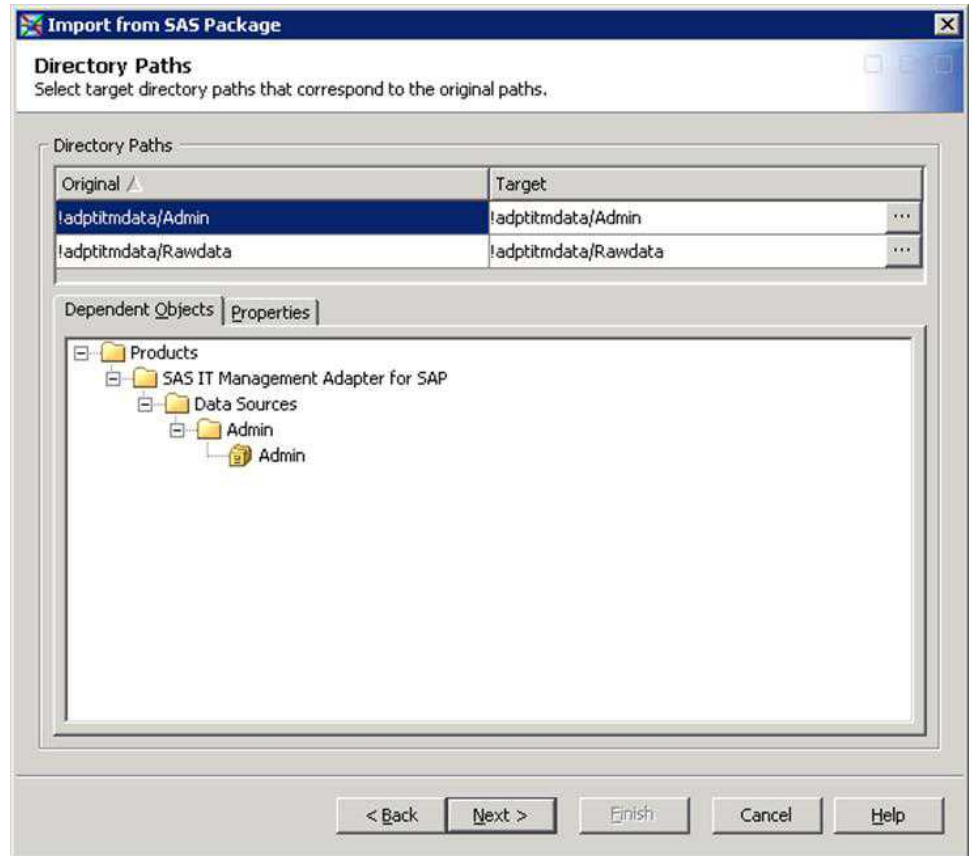 Import from SAS Package
Directory Paths
Select target directory paths that correspond to the original paths.
Directory Paths
Original Target
!adptitmdata/Admin !adptitmdata/Admin ...
!adptitmdata/Rawdata !adptitmdata/Rawdata ...
Dependent Objects Properties
Products
SAS IT Management Adapter for SAP
Data Sources
Admin
Admin
< Back Next > Finish Cancel Help